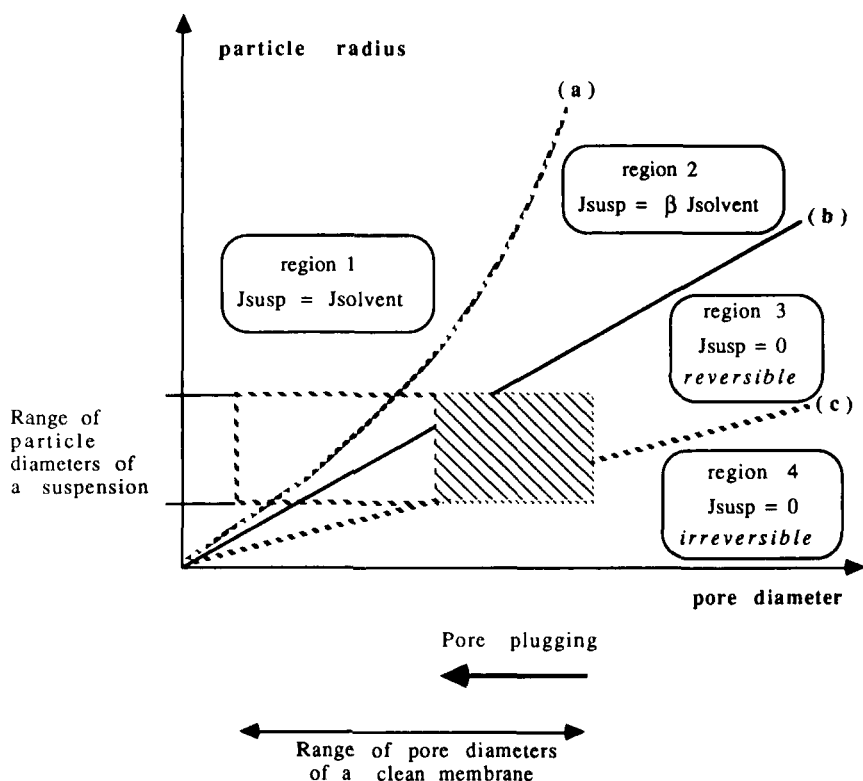 particle radius
(a)
region 2
Jsusp = β Jsolvent
(b)
region 1
Jsusp = Jsolvent
region 3
Jsusp = 0
reversible
(c)
Range of
particle
diameters of
a suspension
region 4
Jsusp = 0
irreversible
pore diameter
Pore plugging
Range of pore diameters
of a clean membrane